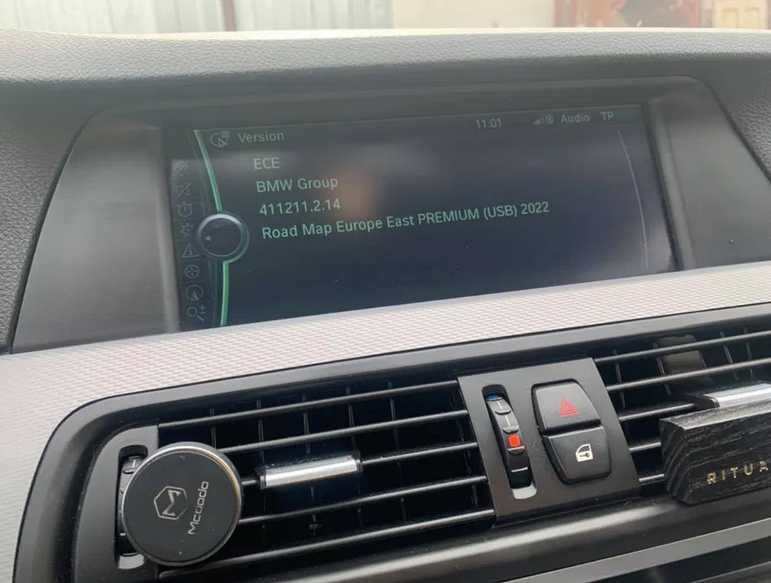 Version
11:01
Audio TP
ECE
BMW Group
411211.2.14
Road Map Europe East PREMIUM (USB) 2022
Mcdodo
RITUA